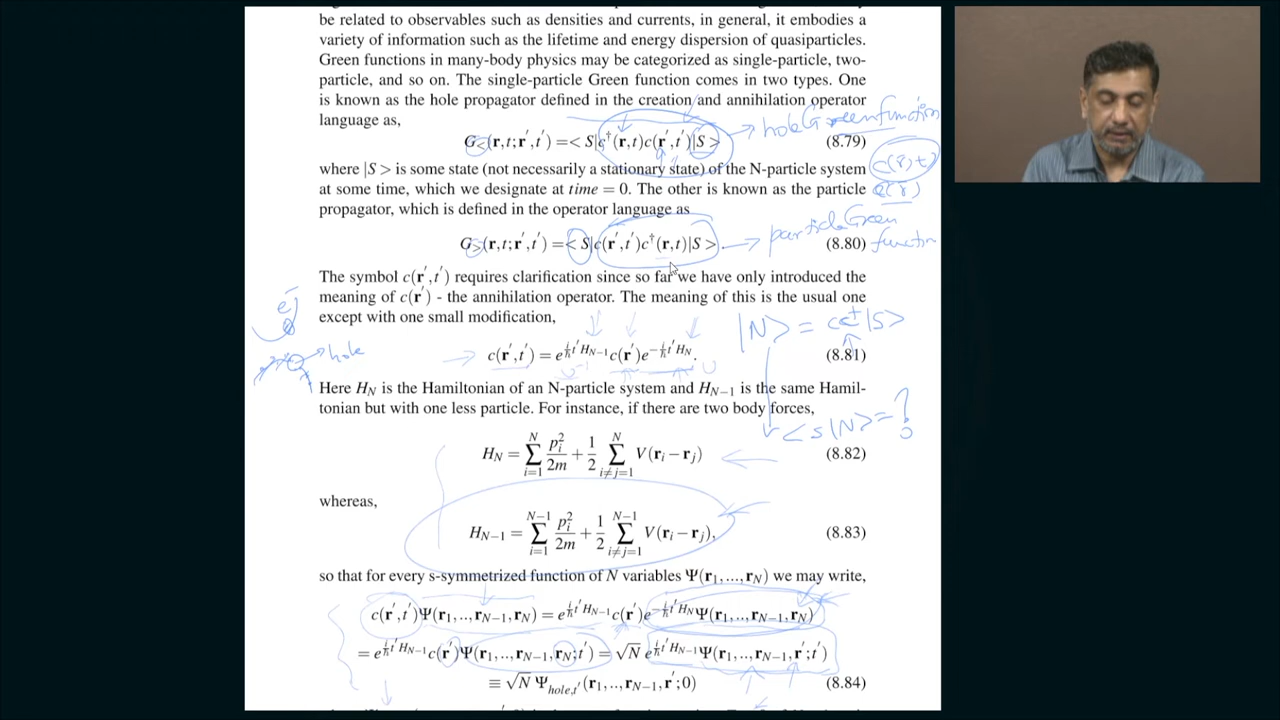 be related to observables such as densities and currents, in general, it embodies a
variety of information such as the lifetime and energy dispersion of quasiparticles.
Green functions in many-body physics may be categorized as single-particle, two-
particle, and so on. The single-particle Green function comes in two types. One
is known as the hole propagator defined in the creation and annihilation operator
language as,
G<(r,t;r′,t′) =< S|c†(r,t)c(r′,t′)|S > (8.79)
hole Green function
where |S > is some state (not necessarily a stationary state) of the N-particle system
c(r,t)
at some time, which we designate at time = 0. The other is known as the particle
c(r)
propagator, which is defined in the operator language as
particle Green
G>(r,t;r′,t′) =< S|c(r′,t′)c†(r,t)|S > (8.80)
function
The symbol c(r′,t′) requires clarification since so far we have only introduced the
meaning of c(r′) - the annihilation operator. The meaning of this is the usual one
e⁻
except with one small modification,
|N> = cc†|S>
c(r′,t′) = e^{i/ħ t′H_{N−1}} c(r′)e^{−i/ħ t′H_N}. (8.81)
hole
U⁻¹ U
Here H_N is the Hamiltonian of an N-particle system and H_{N−1} is the same Hamil-
tonian but with one less particle. For instance, if there are two body forces,
<S|N> = ?
H_N = ∑_{i=1}^{N} p_i²/2m + 1/2 ∑_{i≠j=1}^{N} V(r_i − r_j) (8.82)
whereas,
H_{N−1} = ∑_{i=1}^{N−1} p_i²/2m + 1/2 ∑_{i≠j=1}^{N−1} V(r_i − r_j), (8.83)
so that for every s-symmetrized function of N variables Ψ(r₁,...,r_N) we may write,
c(r′,t′)Ψ(r₁,..,r_{N−1},r_N) = e^{i/ħ t′H_{N−1}} c(r′)e^{−i/ħ t′H_N}Ψ(r₁,..,r_{N−1},r_N)
= e^{i/ħ t′H_{N−1}} c(r′)Ψ(r₁,..,r_{N−1},r_N;t′) = √N e^{i/ħ t′H_{N−1}}Ψ(r₁,..,r_{N−1},r′;t′)
≡ √N Ψ_{hole,t′}(r₁,..,r_{N−1},r′;0) (8.84)